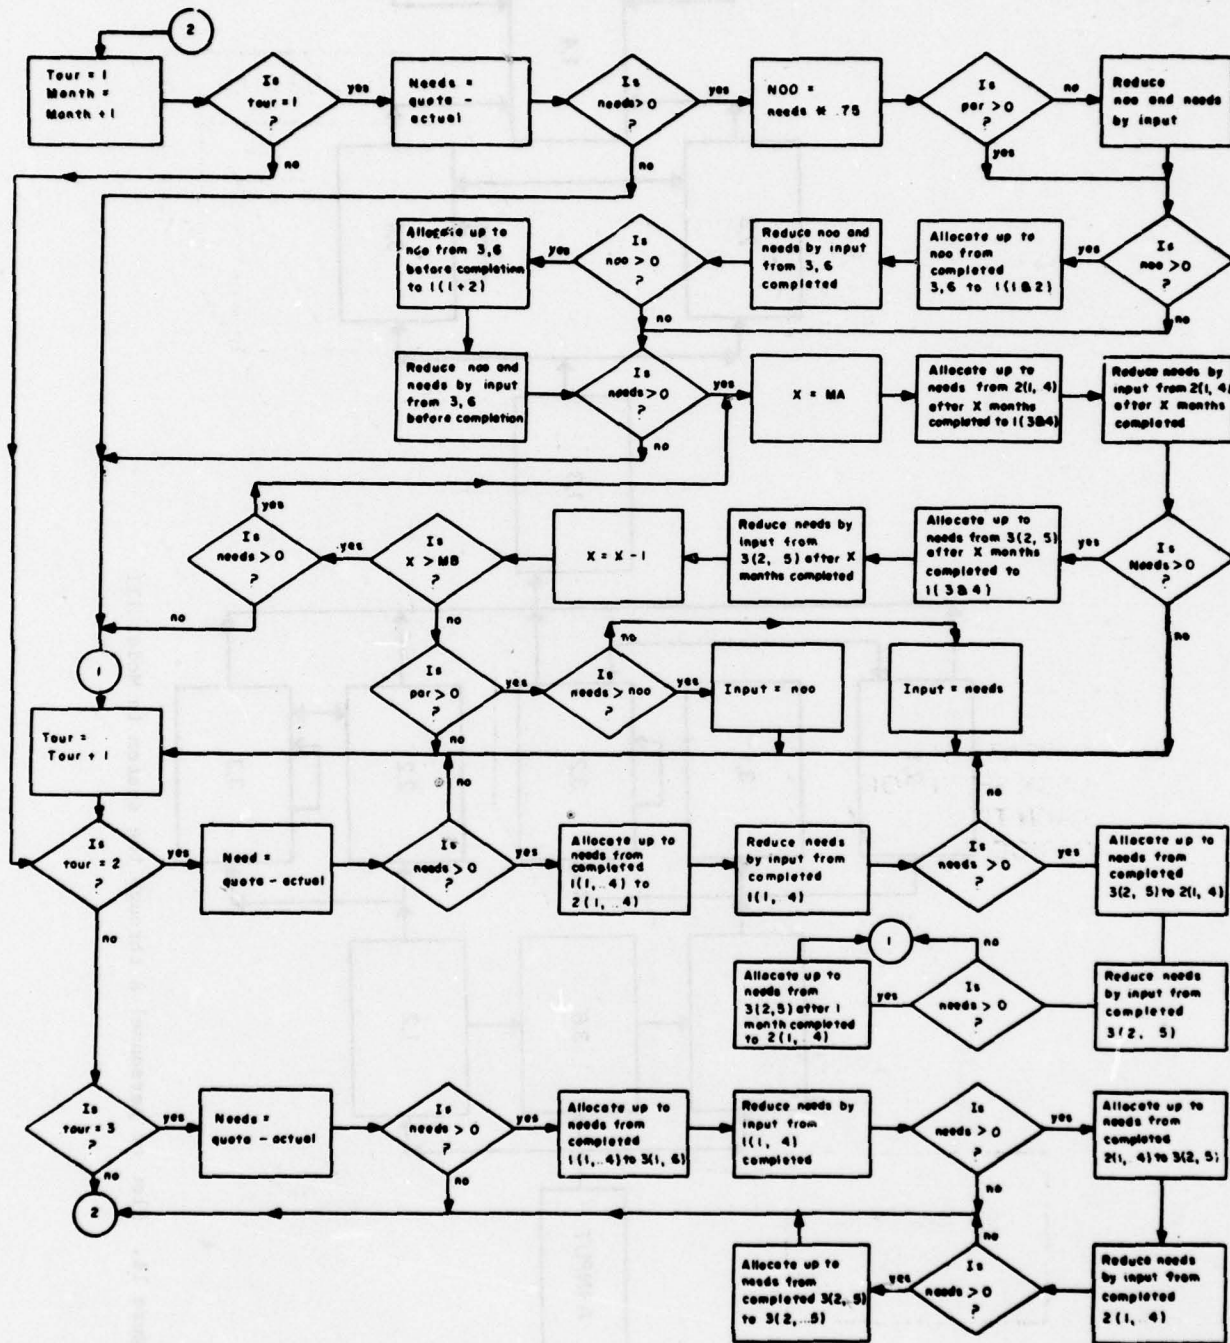 2
Tour = 1
Month =
Month + 1
Is
tour = 1
?
yes
no
Needs =
quota -
actual
Is
needs > 0
?
yes
no
NOO =
needs * .75
Is
par > 0
?
no
yes
Reduce
noo and needs
by input
Allocate up to
noo from 3,6
before completion
to 1(1+2)
yes
Is
noo > 0
?
no
Reduce noo and
needs by input
from 3, 6
completed
Allocate up to
noo from
completed
3,6 to 1(1&2)
yes
Is
noo > 0
?
no
Reduce noo and
needs by input
from 3,6
before completion
Is
needs > 0
?
yes
no
X = MA
Allocate up to
needs from 2(1, 4)
after X months
completed to 1(3&4)
Reduce needs by
input from 2(1, 4)
after X months
completed
yes
Is
needs > 0
?
no
yes
Is
X > MB
?
no
X = X - 1
Reduce needs by
input from
3(2, 5) after X
months completed
Allocate up to
needs from 3(2, 5)
after X months
completed to
1(3&4)
yes
Is
Needs > 0
?
no
1
Is
par > 0
?
yes
no
no
Is
needs > noo
?
yes
Input = noo
Input = needs
Tour =
Tour + 1
no
no
Is
tour = 2
?
yes
no
Need =
quota - actual
Is
needs > 0
?
yes
Allocate up to
needs from
completed
1(1, ..4) to
2(1, ..4)
Reduce needs
by input from
completed
1(1, 4)
Is
needs > 0
?
yes
Allocate up to
needs from
completed
3(2, 5) to 2(1, 4)
1
no
Allocate up to
needs from
3(2,5) after 1
month completed
to 2(1, ..4)
yes
Is
needs > 0
?
Reduce needs
by input from
completed
3(2, 5)
Is
tour = 3
?
yes
no
Needs =
quota - actual
Is
needs > 0
?
yes
no
Allocate up to
needs from
completed
1(1, ..4) to 3(1, 6)
Reduce needs by
input from
1(1, 4)
completed
Is
needs > 0
?
yes
no
Allocate up to
needs from
completed
2(1, ..4) to 3(2, 5)
2
no
Allocate up to
needs from
completed 3(2, 5)
to 3(2, ...5)
yes
Is
needs > 0
?
Reduce needs
by input from
completed
2(1, 4)